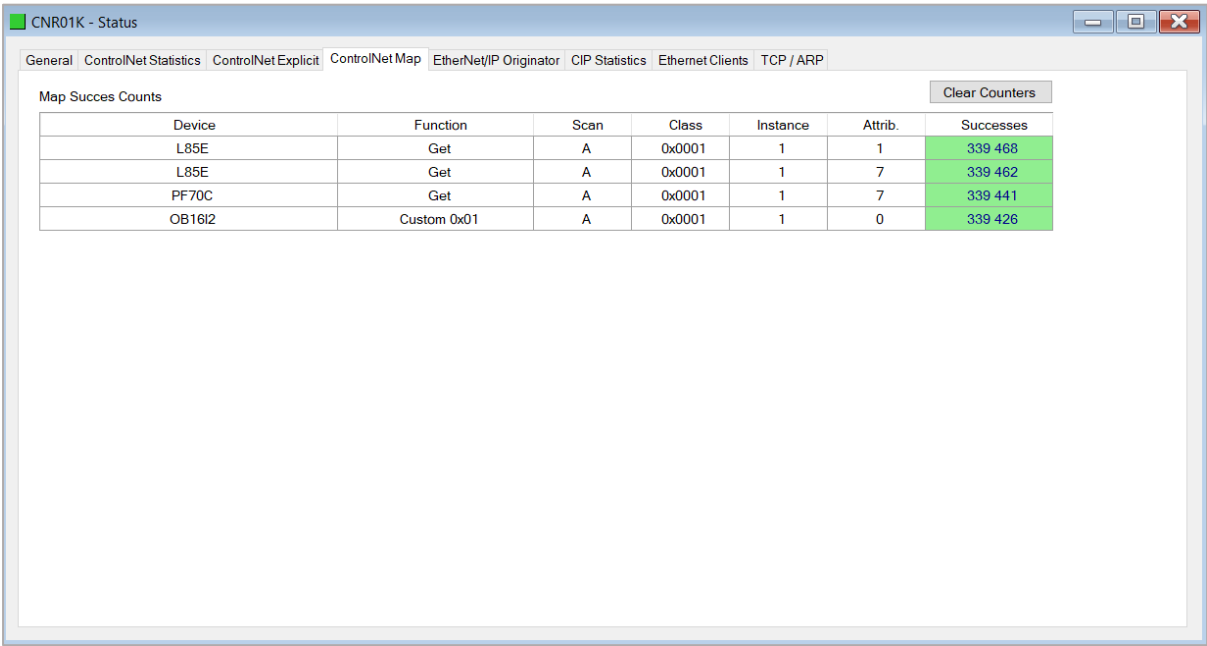 CNR01K - Status
General ControlNet Statistics ControlNet Explicit ControlNet Map EtherNet/IP Originator CIP Statistics Ethernet Clients TCP / ARP
Map Succes Counts Clear Counters
Device Function Scan Class Instance Attrib. Successes
L85E Get A 0x0001 1 1 339 468
L85E Get A 0x0001 1 7 339 462
PF70C Get A 0x0001 1 7 339 441
OB16I2 Custom 0x01 A 0x0001 1 0 339 426